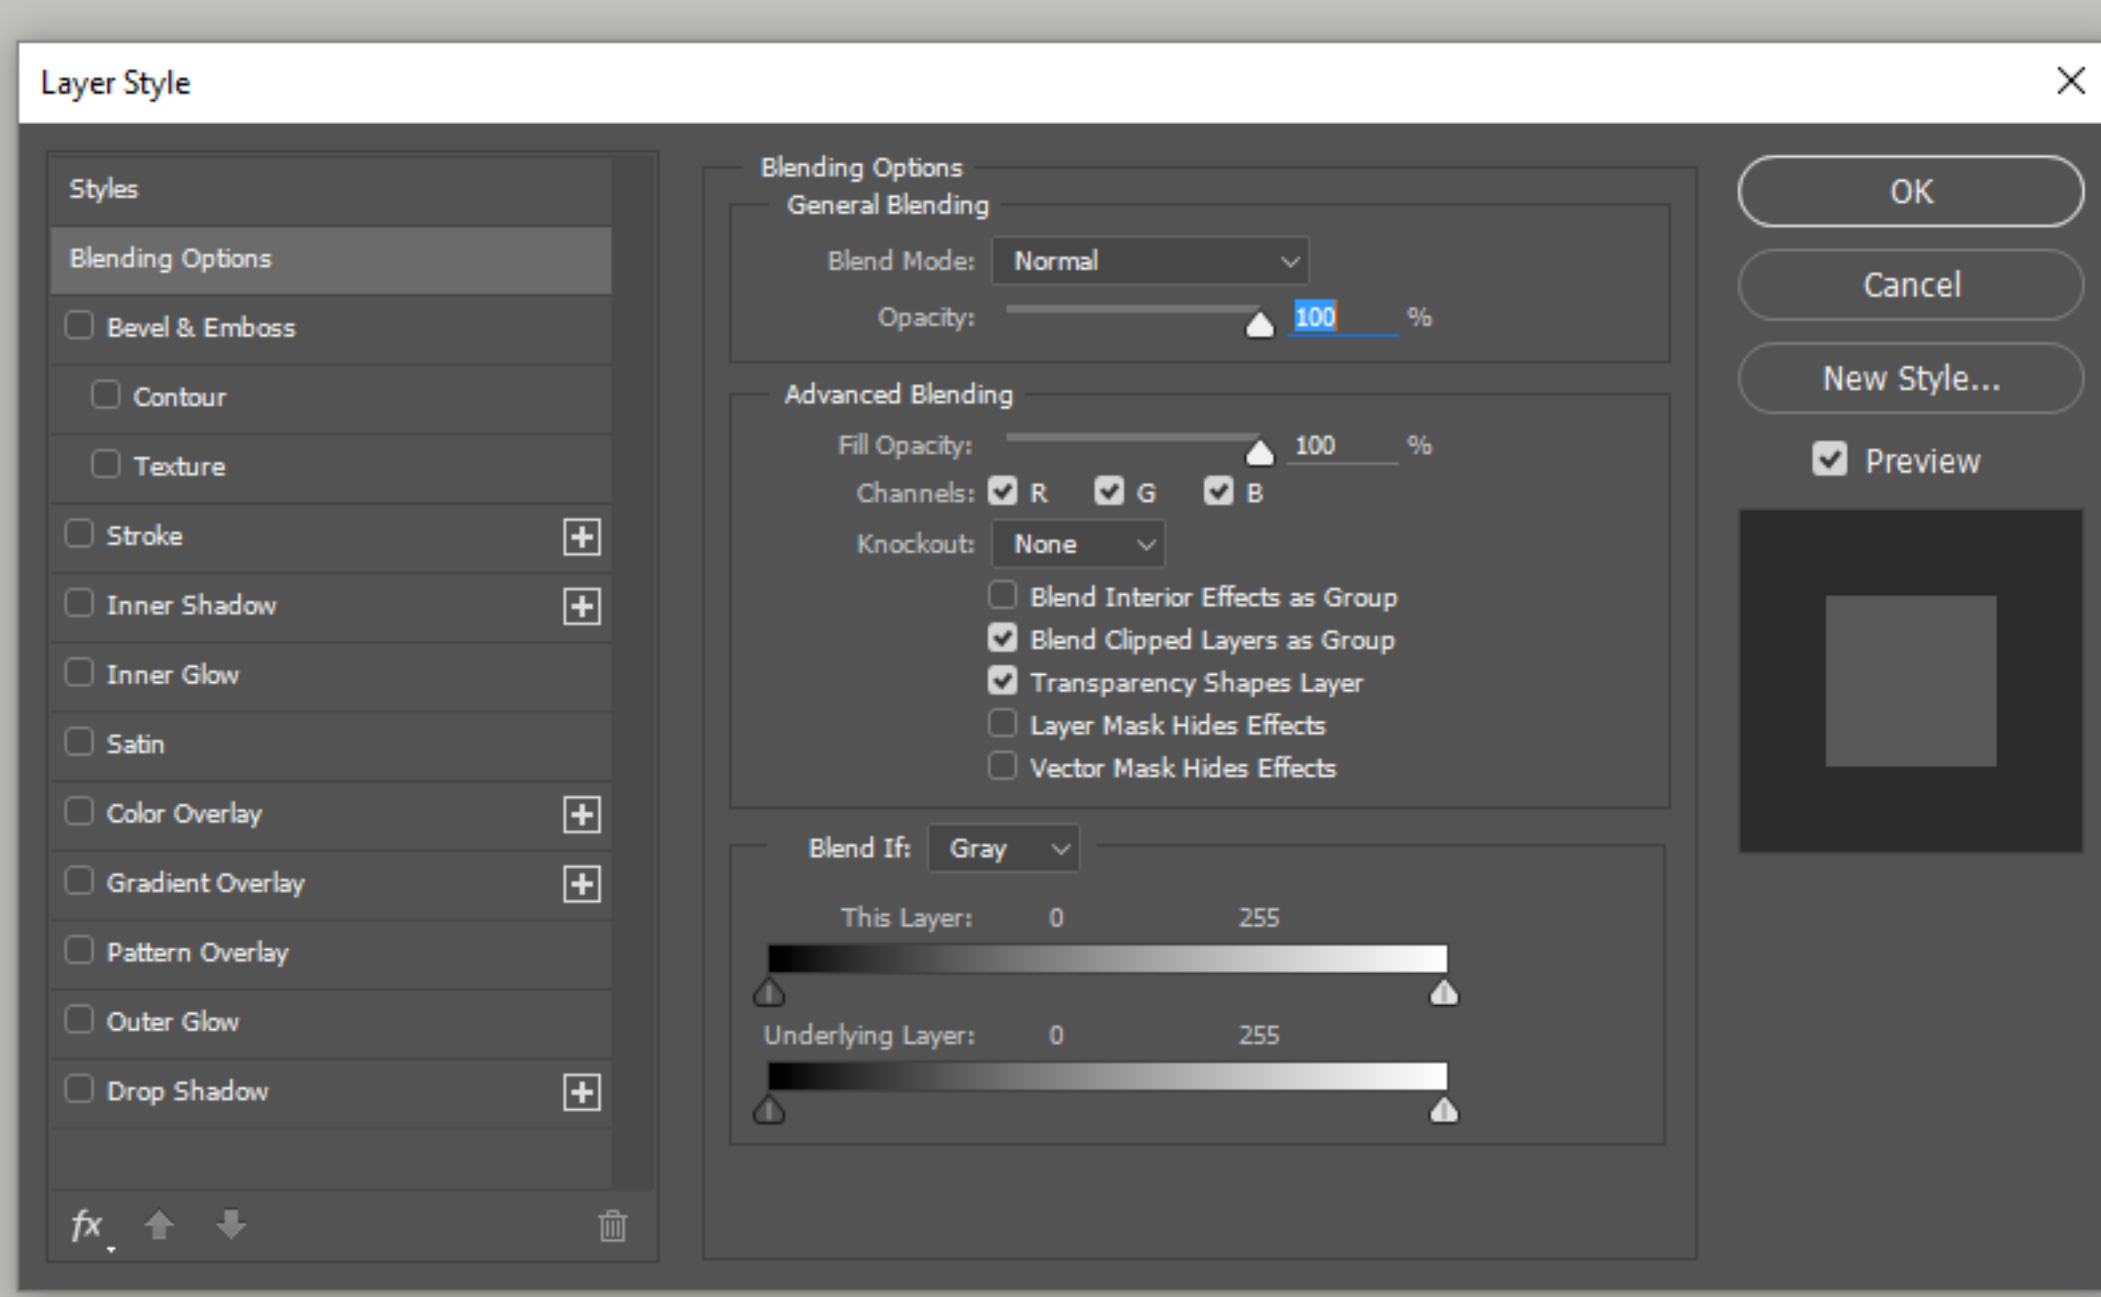 Layer Style
Styles
Blending Options
Bevel & Emboss
Contour
Texture
Stroke
Inner Shadow
Inner Glow
Satin
Color Overlay
Gradient Overlay
Pattern Overlay
Outer Glow
Drop Shadow
fx
Blending Options
General Blending
Blend Mode: Normal
Opacity: 100 %
Advanced Blending
Fill Opacity: 100 %
Channels: R G B
Knockout: None
Blend Interior Effects as Group
Blend Clipped Layers as Group
Transparency Shapes Layer
Layer Mask Hides Effects
Vector Mask Hides Effects
Blend If: Gray
This Layer: 0 255
Underlying Layer: 0 255
OK
Cancel
New Style...
Preview